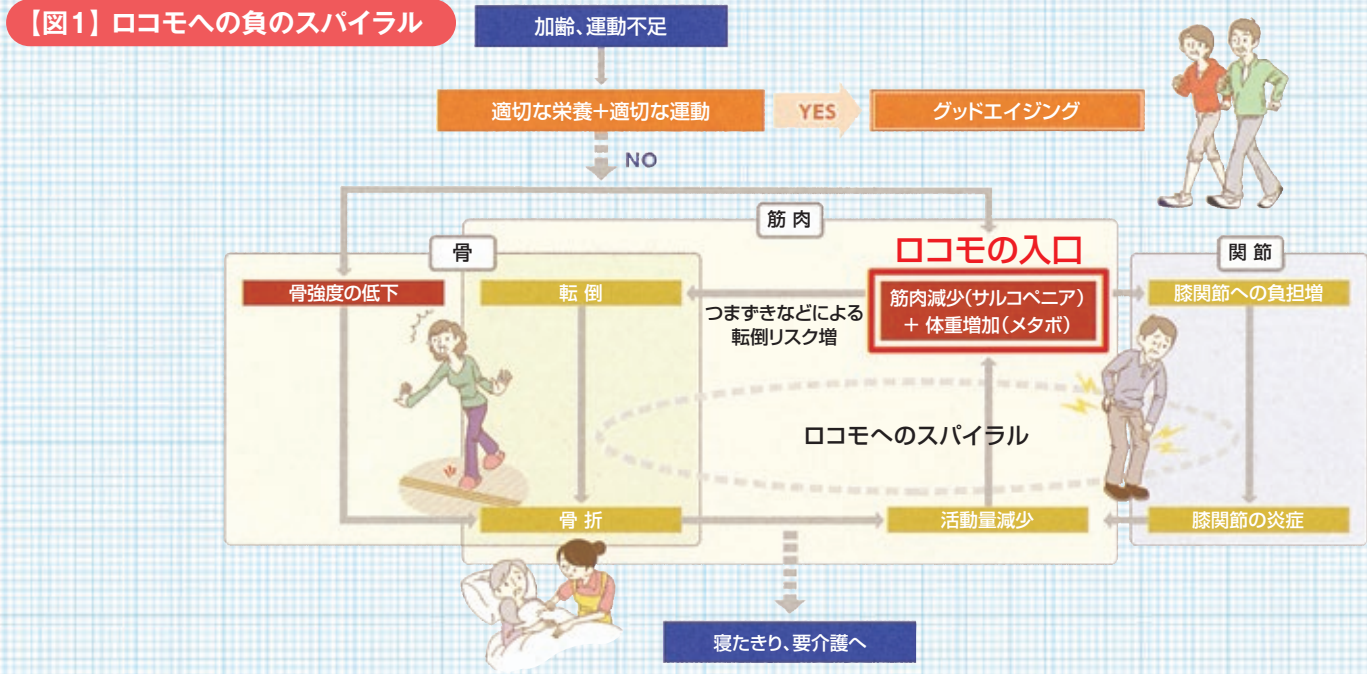 【図1】 ロコモへの負のスパイラル
加齢、運動不足
適切な栄養+適切な運動
YES
グッドエイジング
NO
筋 肉
骨
ロコモの入口
関 節
骨強度の低下
転 倒
つまずきなどによる
転倒リスク増
筋肉減少(サルコペニア)
+ 体重増加(メタボ)
膝関節への負担増
ロコモへのスパイラル
骨 折
活動量減少
膝関節の炎症
寝たきり、要介護へ